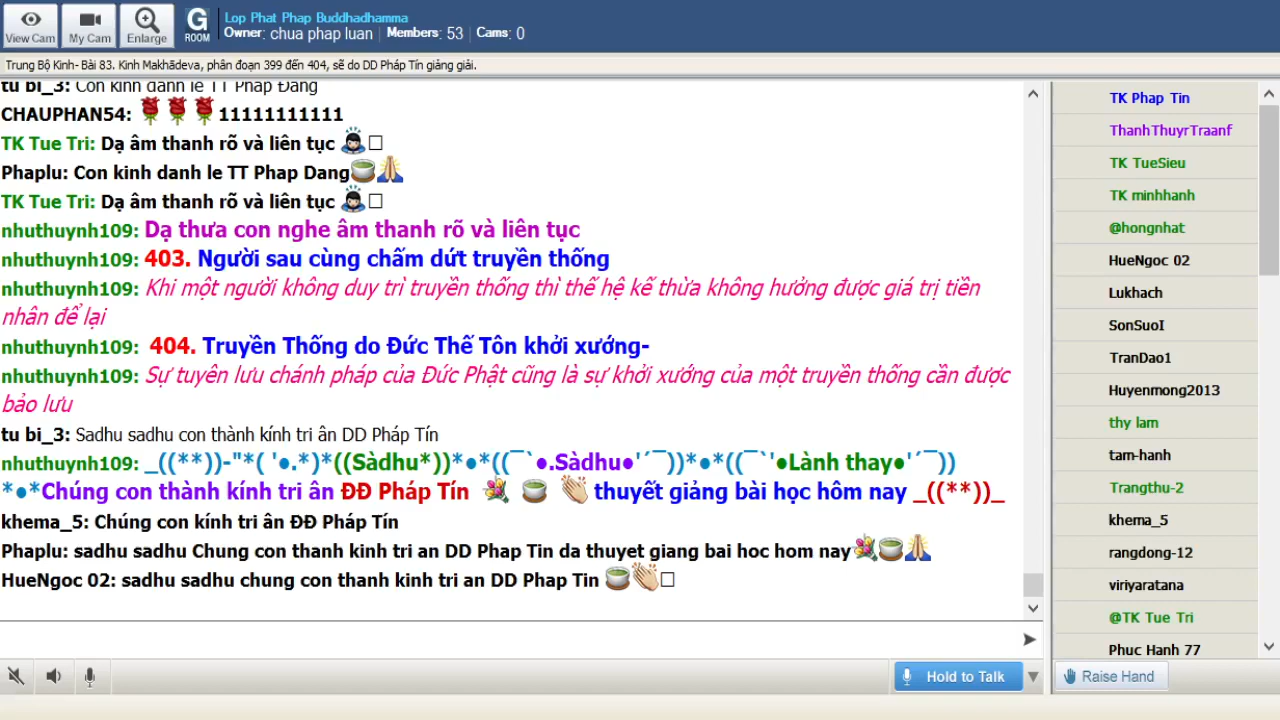 View Cam
My Cam
Enlarge
G
ROOM
Lop Phat Phap Buddhadhamma
Owner: chua phap luan | Members: 53 | Cams: 0
Trung Bộ Kinh- Bài 83. Kinh Makhādeva, phân đoạn 399 đến 404, sẽ do DD Pháp Tín giảng giải.
tu bi_3: Con kinh danh le TT Phap Đang
CHAUPHAN54: 11111111111
TK Tue Tri: Dạ âm thanh rõ và liên tục
Phaplu: Con kinh danh le TT Phap Dang
TK Tue Tri: Dạ âm thanh rõ và liên tục
nhuthuynh109: Dạ thưa con nghe âm thanh rõ và liên tục
nhuthuynh109: 403. Người sau cùng chấm dứt truyền thống
nhuthuynh109: Khi một người không duy trì truyền thống thì thế hệ kế thừa không hưởng được giá trị tiền
nhân để lại
nhuthuynh109: 404. Truyền Thống do Đức Thế Tôn khởi xướng-
nhuthuynh109: Sự tuyên lưu chánh pháp của Đức Phật cũng là sự khởi xướng của một truyền thống cần được
bảo lưu
tu bi_3: Sadhu sadhu con thành kính tri ân DD Pháp Tín
nhuthuynh109: _((**))-"*( '●.*)*((Sàdhu*))*●*((¯`●.Sàdhu●'´¯))*●*((¯`'●Lành thay●'´¯))
*●*Chúng con thành kính tri ân ĐĐ Pháp Tín thuyết giảng bài học hôm nay _((**))_
khema_5: Chúng con kính tri ân ĐĐ Pháp Tín
Phaplu: sadhu sadhu Chung con thanh kinh tri an DD Phap Tin da thuyet giang bai hoc hom nay
HueNgoc 02: sadhu sadhu chung con thanh kinh tri an DD Phap Tin
TK Phap Tin
ThanhThuyrTraanf
TK TueSieu
TK minhhanh
@hongnhat
HueNgoc 02
Lukhach
SonSuoI
TranDao1
Huyenmong2013
thy lam
tam-hanh
Trangthu-2
khema_5
rangdong-12
viriyaratana
@TK Tue Tri
Phuc Hanh 77
Hold to Talk
Raise Hand